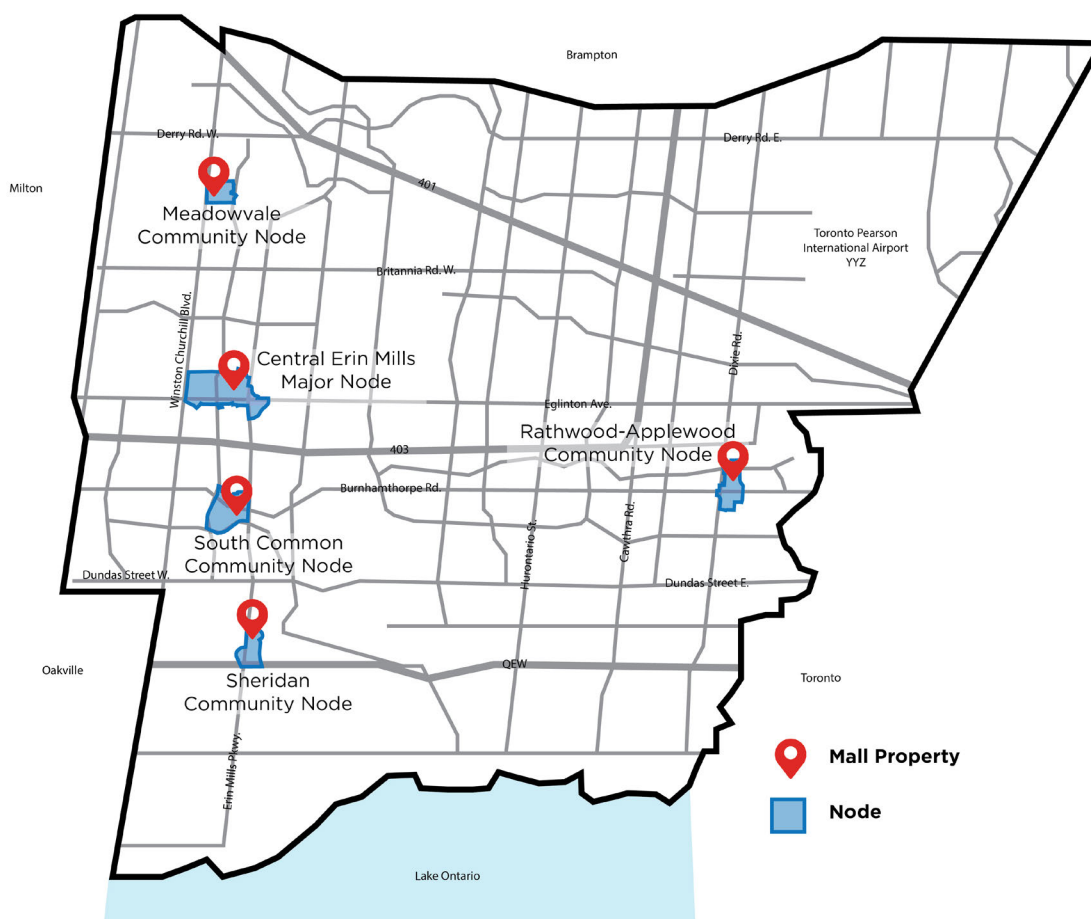 Brampton
Derry Rd. W.
Derry Rd. E.
401
Milton
Meadowvale
Community Node
Toronto Pearson
International Airport
YYZ
Britannia Rd. W.
Winston Churchill Blvd.
Dixie Rd.
Central Erin Mills
Major Node
Eglinton Ave.
Rathwood-Applewood
Community Node
403
Burnhamthorpe Rd.
Hurontario St.
Cawthra Rd.
South Common
Community Node
Dundas Street W.
Dundas Street E.
Oakville
QEW
Toronto
Sheridan
Community Node
Erin Mills Pkwy.
Mall Property
Node
Lake Ontario